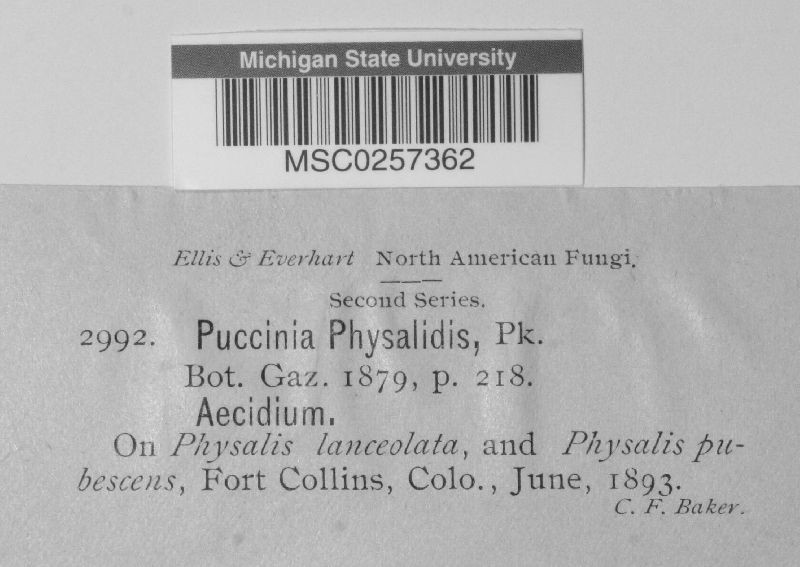 Michigan State University
MSC0257362
Ellis & Everhart North American Fungi.
Second Series.
2992. Puccinia Physalidis, Pk.
Bot. Gaz. 1879, p. 218.
Aecidium.
On Physalis lanceolata, and Physalis pu-
bescens, Fort Collins, Colo., June, 1893.
C. F. Baker.